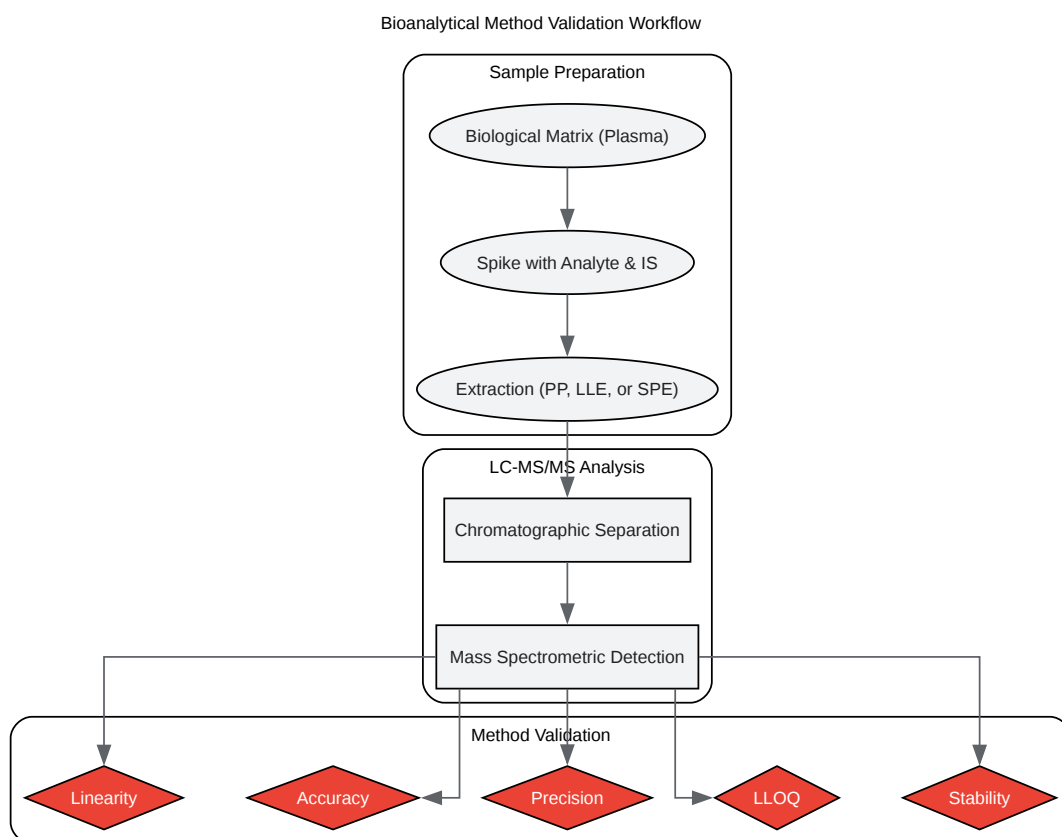 Bioanalytical Method Validation Workflow
Sample Preparation
Biological Matrix (Plasma)
Spike with Analyte & IS
Extraction (PP, LLE, or SPE)
LC-MS/MS Analysis
Chromatographic Separation
Mass Spectrometric Detection
Method Validation
Linearity
Accuracy
Precision
LLOQ
Stability